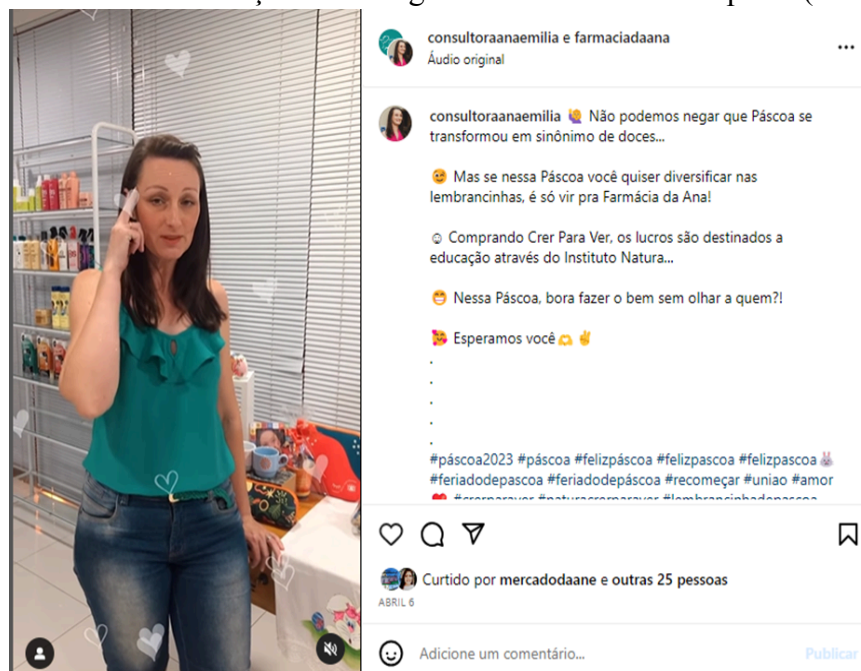 consultoraanaemilia e farmaciadaana
Áudio original
consultoraanaemilia 🙋 Não podemos negar que Páscoa se
transformou em sinônimo de doces...
🥹 Mas se nessa Páscoa você quiser diversificar nas
lembrancinhas, é só vir pra Farmácia da Ana!
☺ Comprando Crer Para Ver, os lucros são destinados a
educação através do Instituto Natura...
😁 Nessa Páscoa, bora fazer o bem sem olhar a quem?!
🥰 Esperamos você 🫶 ✌
.
.
.
.
.
#páscoa2023 #páscoa #felizpáscoa #felizpascoa #felizpascoa🐰
#feriadodepascoa #feriadodepáscoa #recomeçar #uniao #amor
❤ #crerparaver #naturacrerparaver #lembrancinhadepascoa
Curtido por mercadodaane e outras 25 pessoas
ABRIL 6
Adicione um comentário...
Publicar